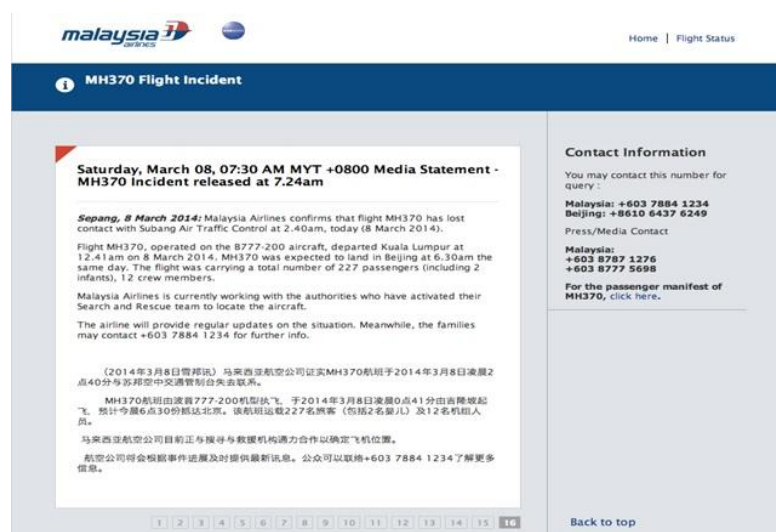 malaysia
airlines
Home | Flight Status
MH370 Flight Incident
Saturday, March 08, 07:30 AM MYT +0800 Media Statement -
MH370 Incident released at 7.24am
Sepang, 8 March 2014: Malaysia Airlines confirms that flight MH370 has lost
contact with Subang Air Traffic Control at 2.40am, today (8 March 2014).
Flight MH370, operated on the B777-200 aircraft, departed Kuala Lumpur at
12.41am on 8 March 2014. MH370 was expected to land in Beijing at 6.30am the
same day. The flight was carrying a total number of 227 passengers (including 2
infants), 12 crew members.
Malaysia Airlines is currently working with the authorities who have activated their
Search and Rescue team to locate the aircraft.
The airline will provide regular updates on the situation. Meanwhile, the families
may contact +603 7884 1234 for further info.
（2014年3月8日雪邦讯）马来西亚航空公司证实MH370航班于2014年3月8日凌晨2
点40分与苏邦空中交通管制台失去联系。
MH370航班由波音777-200机型执飞，于2014年3月8日凌晨0点41分由吉隆坡起
飞，预计今晨6点30份抵达北京。该航班运载227名旅客（包括2名婴儿）及12名机组人
员。
马来西亚航空公司目前正与搜寻与救援机构通力合作以确定飞机位置。
航空公司将会根据事件进展及时提供最新讯息。公众可以联络+603 7884 1234了解更多
信息。
1 2 3 4 5 6 7 8 9 10 11 12 13 14 15 16
Contact Information
You may contact this number for
query :
Malaysia: +603 7884 1234
Beijing: +8610 6437 6249
Press/Media Contact
Malaysia:
+603 8787 1276
+603 8777 5698
For the passenger manifest of
MH370, click here.
Back to top